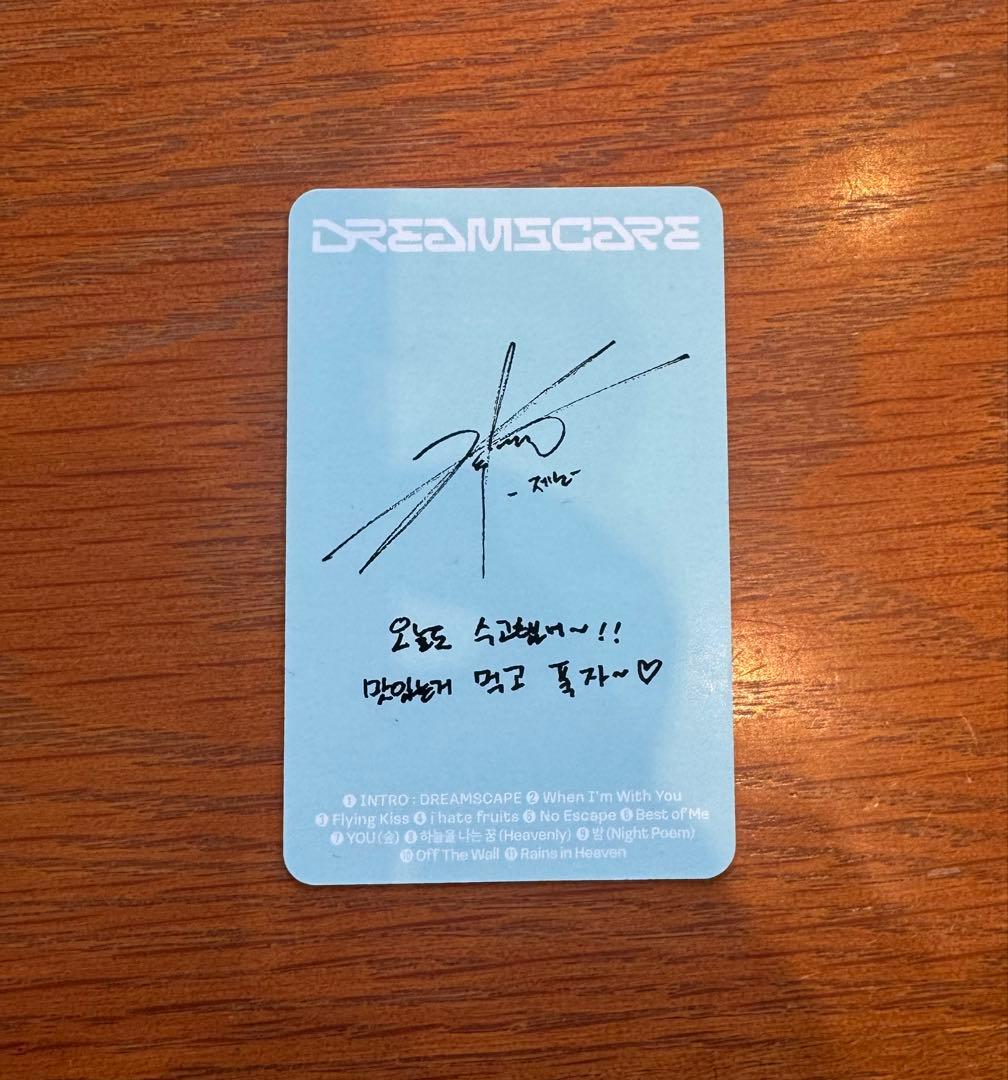 DREAMSCAPE
- 제노 -
오늘도 수고했어~!!
맛있는거 먹고 푹 자~♡
❶ INTRO : DREAMSCAPE ❷ When I'm With You
❸ Flying Kiss ❹ i hate fruits ❺ No Escape ❻ Best of Me
❼ YOU (숲) ❽ 하늘을 나는 꿈 (Heavenly) ❾ 밤 (Night Poem)
❿ Off The Wall ⓫ Rains in Heaven